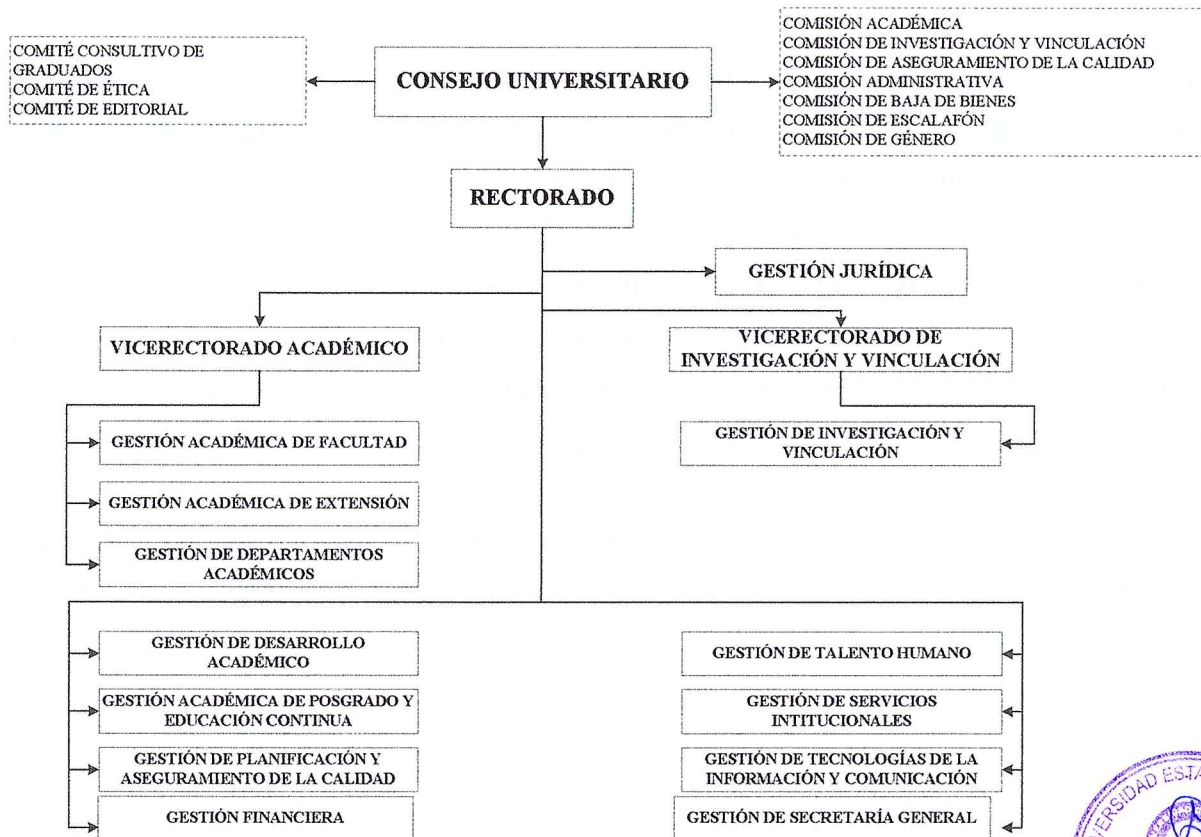 COMITÉ CONSULTIVO DE
GRADUADOS
COMITÉ DE ÉTICA
COMITÉ DE EDITORIAL
CONSEJO UNIVERSITARIO
COMISIÓN ACADÉMICA
COMISIÓN DE INVESTIGACIÓN Y VINCULACIÓN
COMISIÓN DE ASEGURAMIENTO DE LA CALIDAD
COMISIÓN ADMINISTRATIVA
COMISIÓN DE BAJA DE BIENES
COMISIÓN DE ESCALAFÓN
COMISIÓN DE GÉNERO
RECTORADO
GESTIÓN JURÍDICA
VICERECTORADO ACADÉMICO
VICERECTORADO DE
INVESTIGACIÓN Y VINCULACIÓN
GESTIÓN ACADÉMICA DE FACULTAD
GESTIÓN ACADÉMICA DE EXTENSIÓN
GESTIÓN DE DEPARTAMENTOS
ACADÉMICOS
GESTIÓN DE INVESTIGACIÓN Y
VINCULACIÓN
GESTIÓN DE DESARROLLO
ACADÉMICO
GESTIÓN ACADÉMICA DE POSGRADO Y
EDUCACIÓN CONTINUA
GESTIÓN DE PLANIFICACIÓN Y
ASEGURAMIENTO DE LA CALIDAD
GESTIÓN FINANCIERA
GESTIÓN DE TALENTO HUMANO
GESTIÓN DE SERVICIOS
INTITUCIONALES
GESTIÓN DE TECNOLOGÍAS DE LA
INFORMACIÓN Y COMUNICACIÓN
GESTIÓN DE SECRETARÍA GENERAL
ERSIDAD ESTA